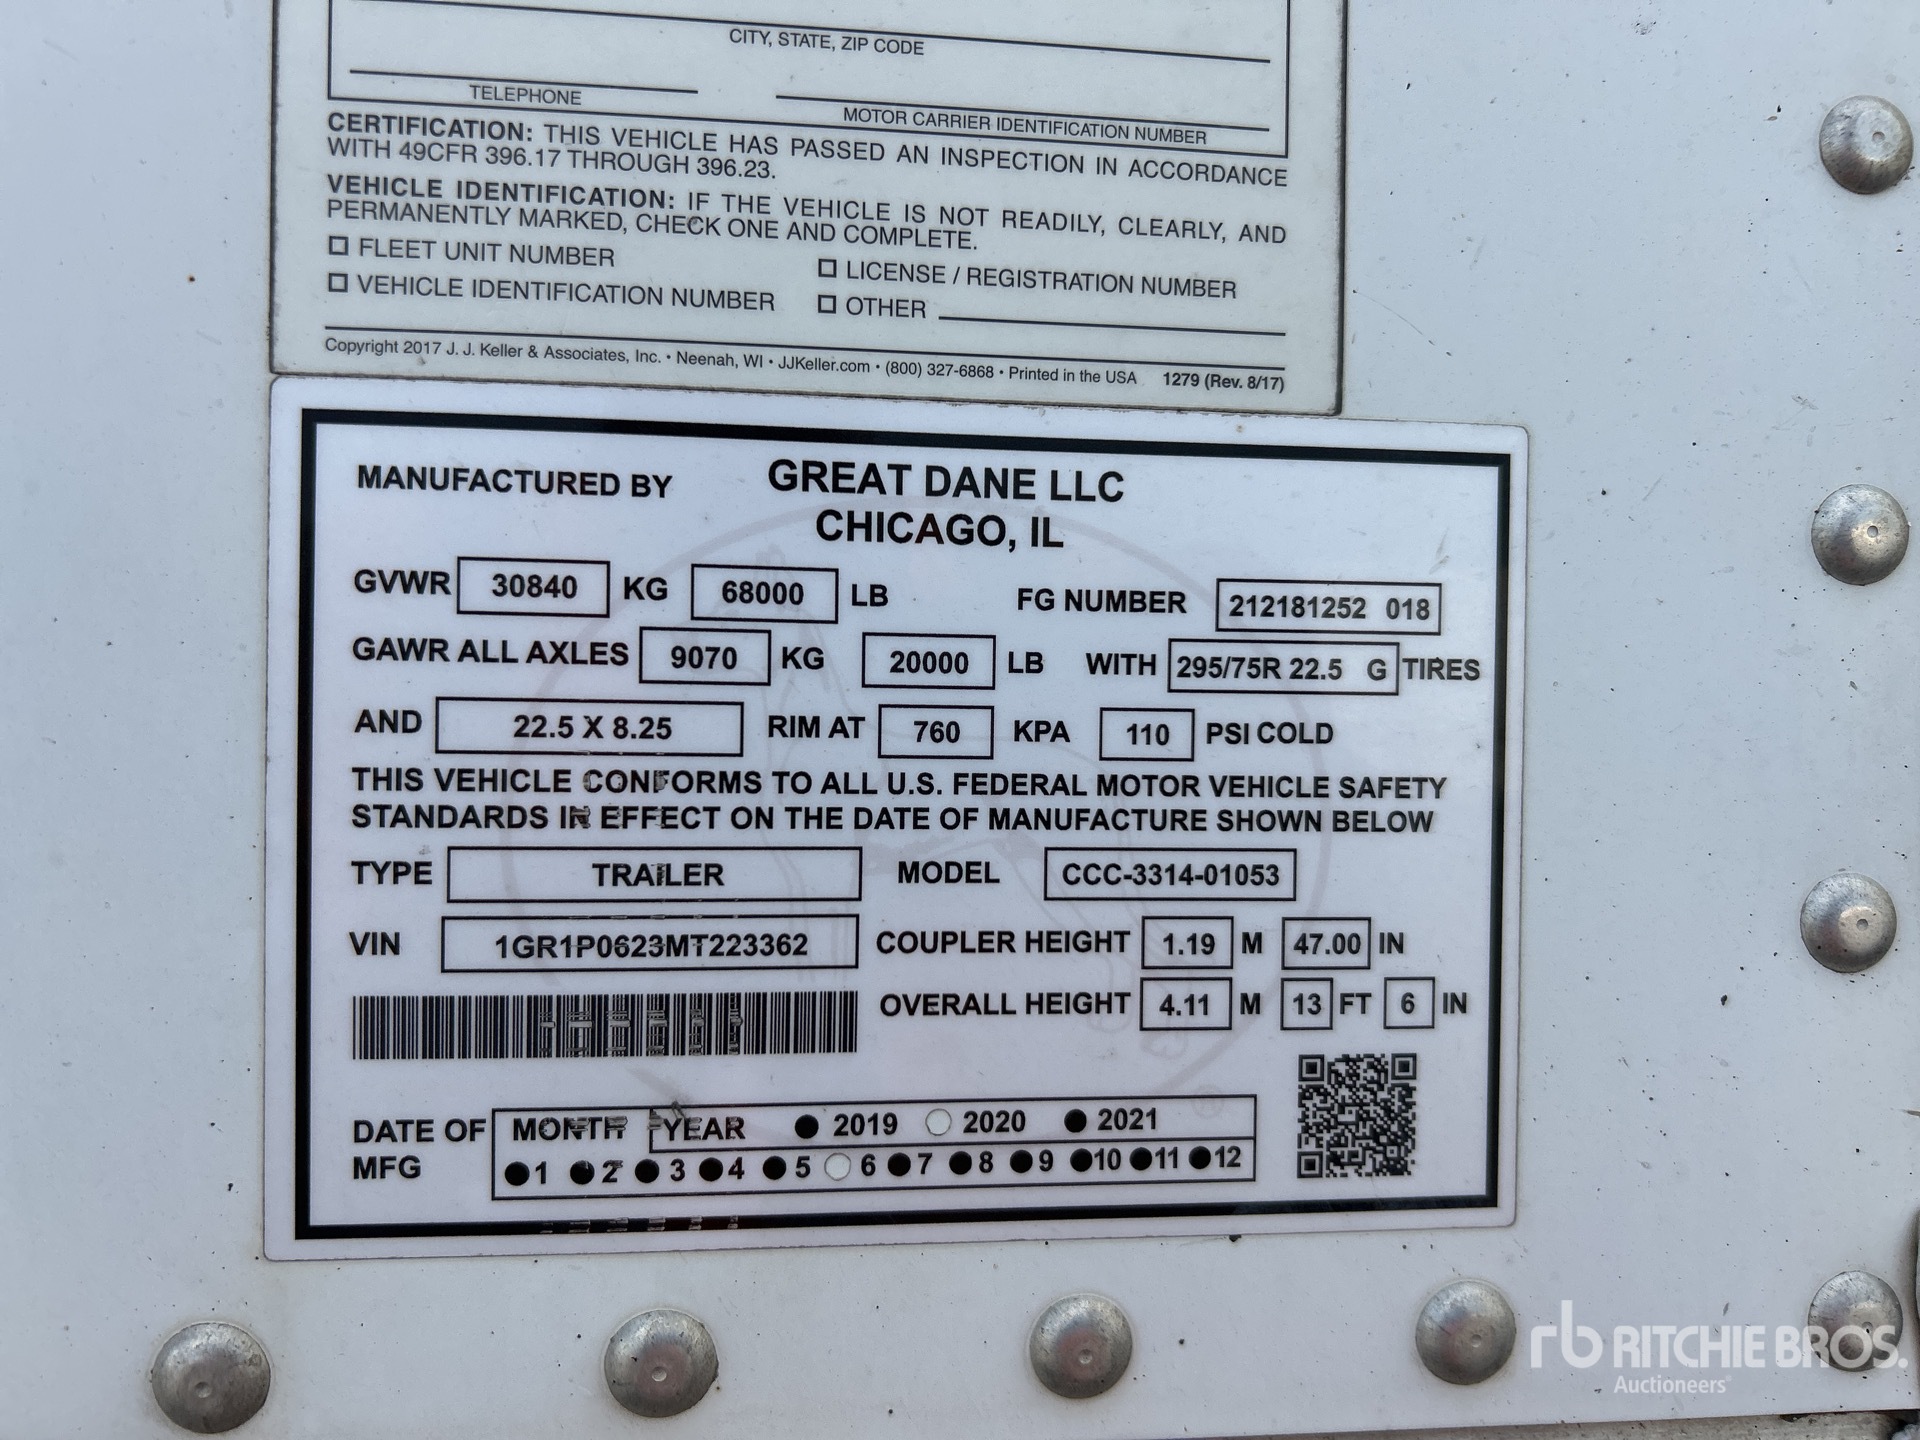 CITY, STATE, ZIP CODE
TELEPHONE
MOTOR CARRIER IDENTIFICATION NUMBER
CERTIFICATION: THIS VEHICLE HAS PASSED AN INSPECTION IN ACCORDANCE
WITH 49CFR 396.17 THROUGH 396.23.
VEHICLE IDENTIFICATION: IF THE VEHICLE IS NOT READILY, CLEARLY, AND
PERMANENTLY MARKED, CHECK ONE AND COMPLETE.
FLEET UNIT NUMBER
LICENSE / REGISTRATION NUMBER
VEHICLE IDENTIFICATION NUMBER
OTHER
Copyright 2017 J. J. Keller & Associates, Inc. • Neenah, WI • JJKeller.com • (800) 327-6868 • Printed in the USA 1279 (Rev. 8/17)
MANUFACTURED BY GREAT DANE LLC
CHICAGO, IL
GVWR 30840 KG 68000 LB FG NUMBER 212181252 018
GAWR ALL AXLES 9070 KG 20000 LB WITH 295/75R 22.5 G TIRES
AND 22.5 X 8.25 RIM AT 760 KPA 110 PSI COLD
THIS VEHICLE CONFORMS TO ALL U.S. FEDERAL MOTOR VEHICLE SAFETY
STANDARDS IN EFFECT ON THE DATE OF MANUFACTURE SHOWN BELOW
TYPE TRAILER MODEL CCC-3314-01053
VIN 1GR1P0623MT223362 COUPLER HEIGHT 1.19 M 47.00 IN
OVERALL HEIGHT 4.11 M 13 FT 6 IN
DATE OF MFG
MONTH YEAR 2019 2020 2021
1 2 3 4 5 6 7 8 9 10 11 12
rb RITCHIE BROS.
Auctioneers